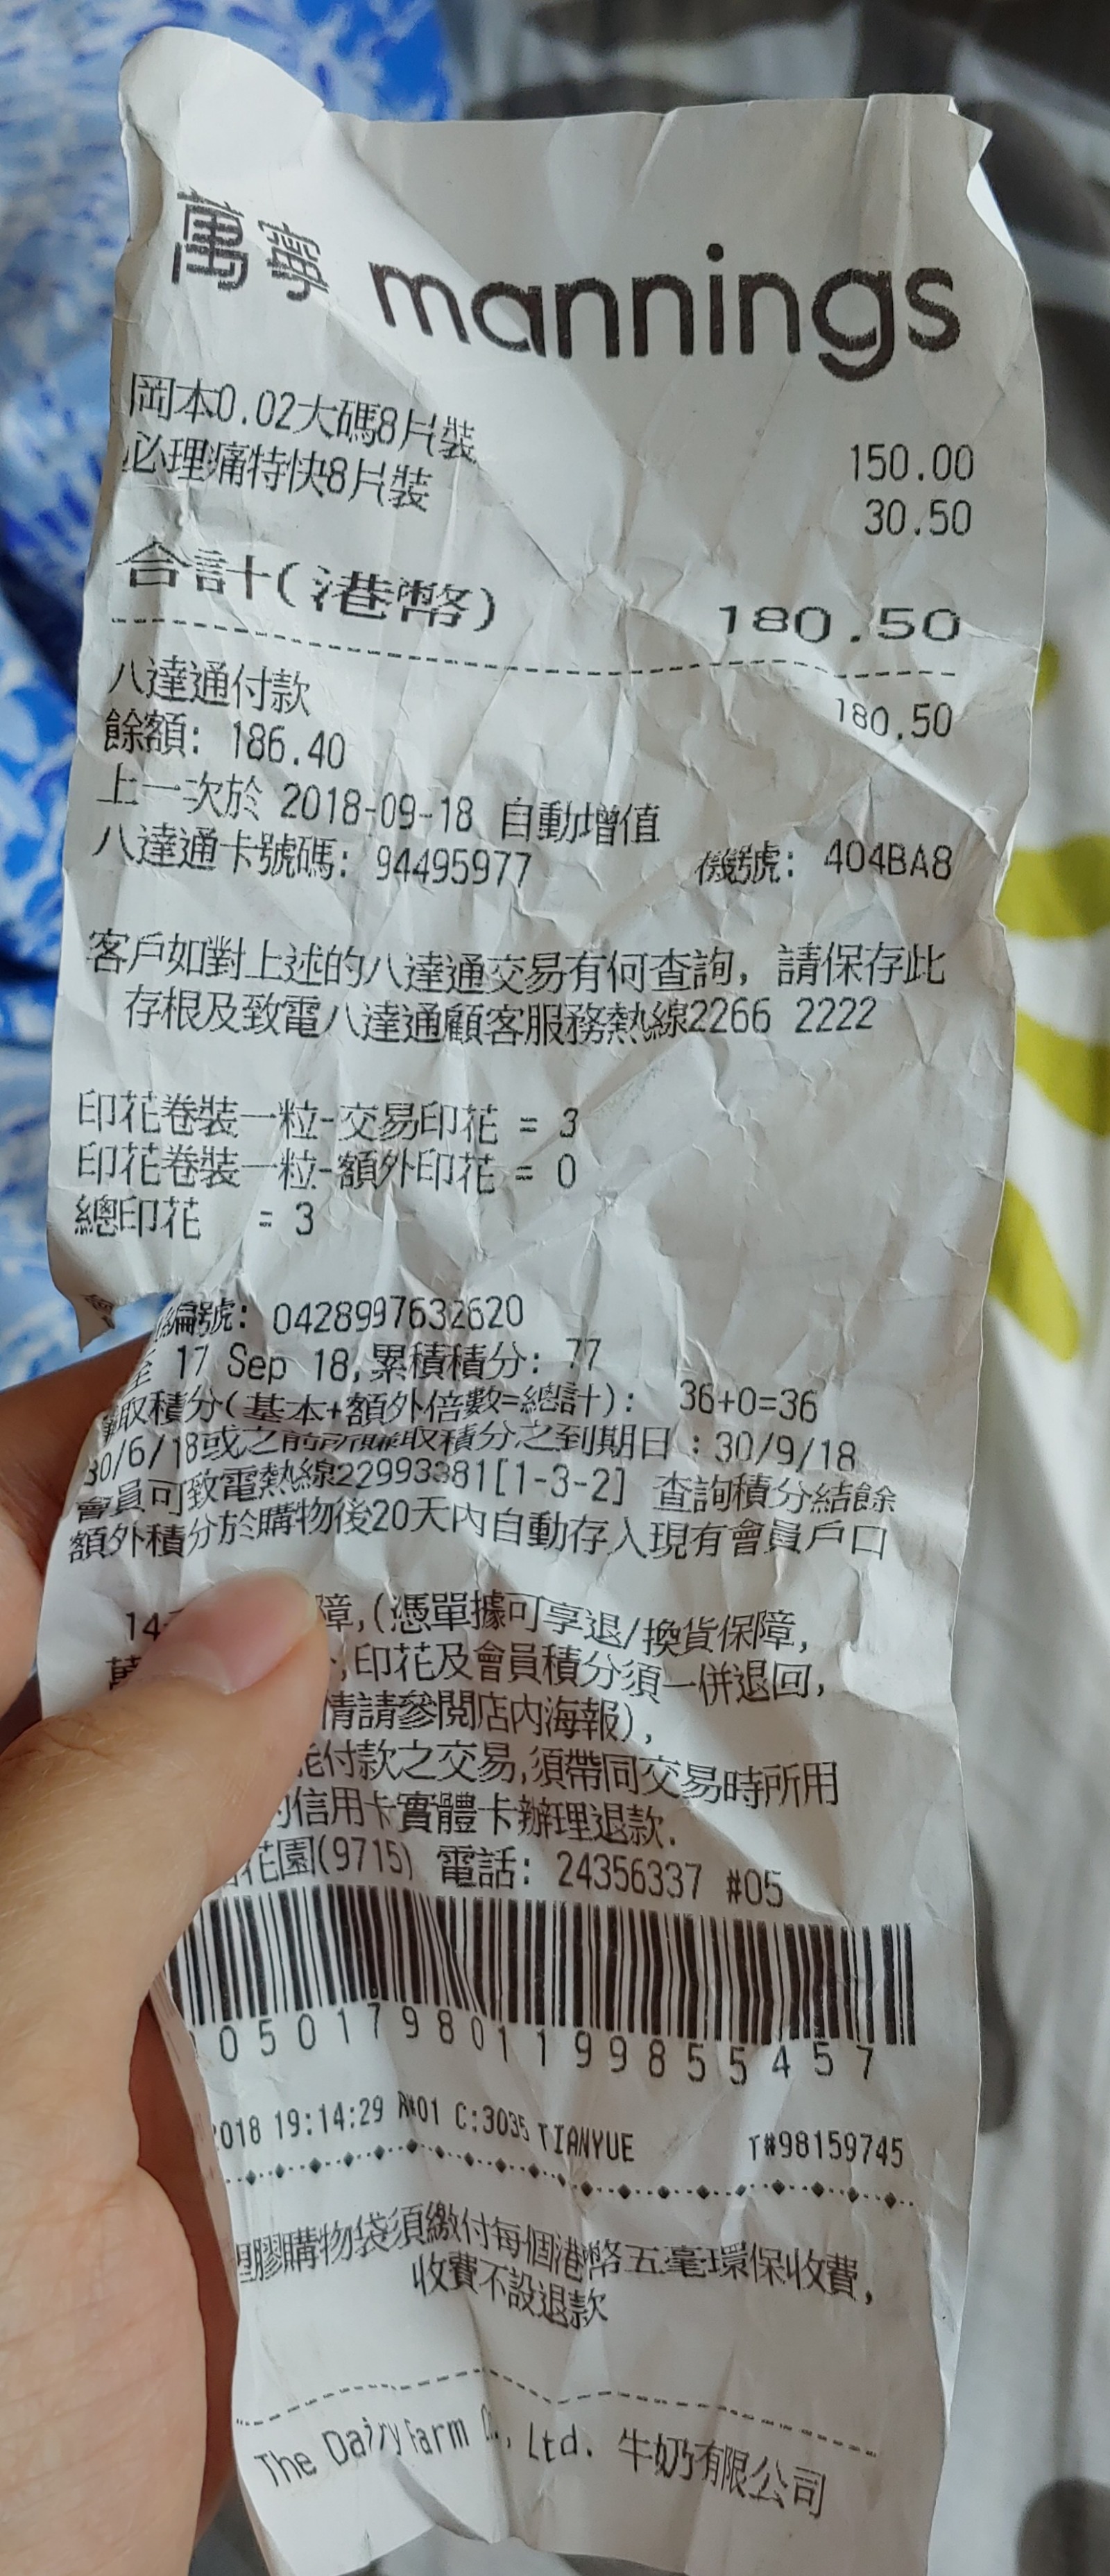 萬寧 mannings
岡本0.02大碼8片裝 150.00
必理痛特快8片裝 30.50
合計(港幣) 180.50
八達通付款 180.50
餘額: 186.40
上一次於 2018-09-18 自動增值
八達通卡號碼: 94495977 機號: 404BA8
客戶如對上述的八達通交易有何查詢, 請保存此
存根及致電八達通顧客服務熱線2266 2222
印花卷裝一粒-交易印花 = 3
印花卷裝一粒-額外印花 = 0
總印花 = 3
編號: 0428997632620
至 17 Sep 18,累積積分: 77
賺取積分(基本+額外倍數=總計): 36+0=36
30/6/18或之前所賺取積分之到期日：30/9/18
會員可致電熱線22993381[1-3-2] 查詢積分結餘
額外積分於購物後20天內自動存入現有會員戶口
14 障,(憑單據可享退/換貨保障,
,印花及會員積分須一併退回,
情請參閱店內海報),
付款之交易,須帶同交易時所用
的信用卡實體卡辦理退款.
花園(9715) 電話: 24356337 #05
05017980119985545 7
2018 19:14:29 R#01 C:3035 TIANYUE T#98159745
塑膠購物袋須繳付每個港幣五毫環保收費,
收費不設退款
The Dairy Farm Co., Ltd. 牛奶有限公司